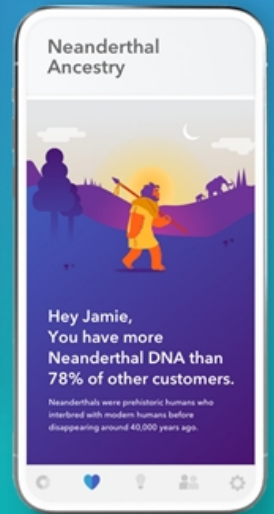 Neanderthal
Ancestry
Hey Jamie,
You have more
Neanderthal DNA than
78% of other customers.
Neanderthals were prehistoric humans who
interbred with modern humans before
disappearing around 40,000 years ago.